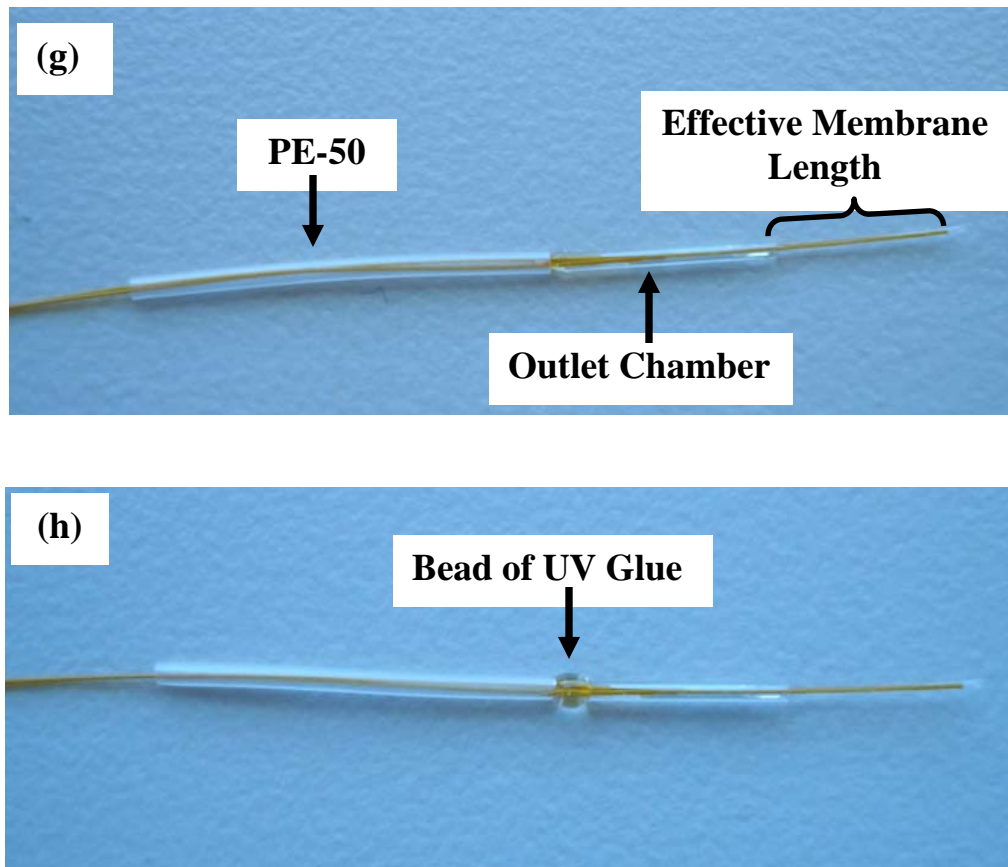 (g)
PE-50
Effective Membrane
Length
Outlet Chamber
(h)
Bead of UV Glue